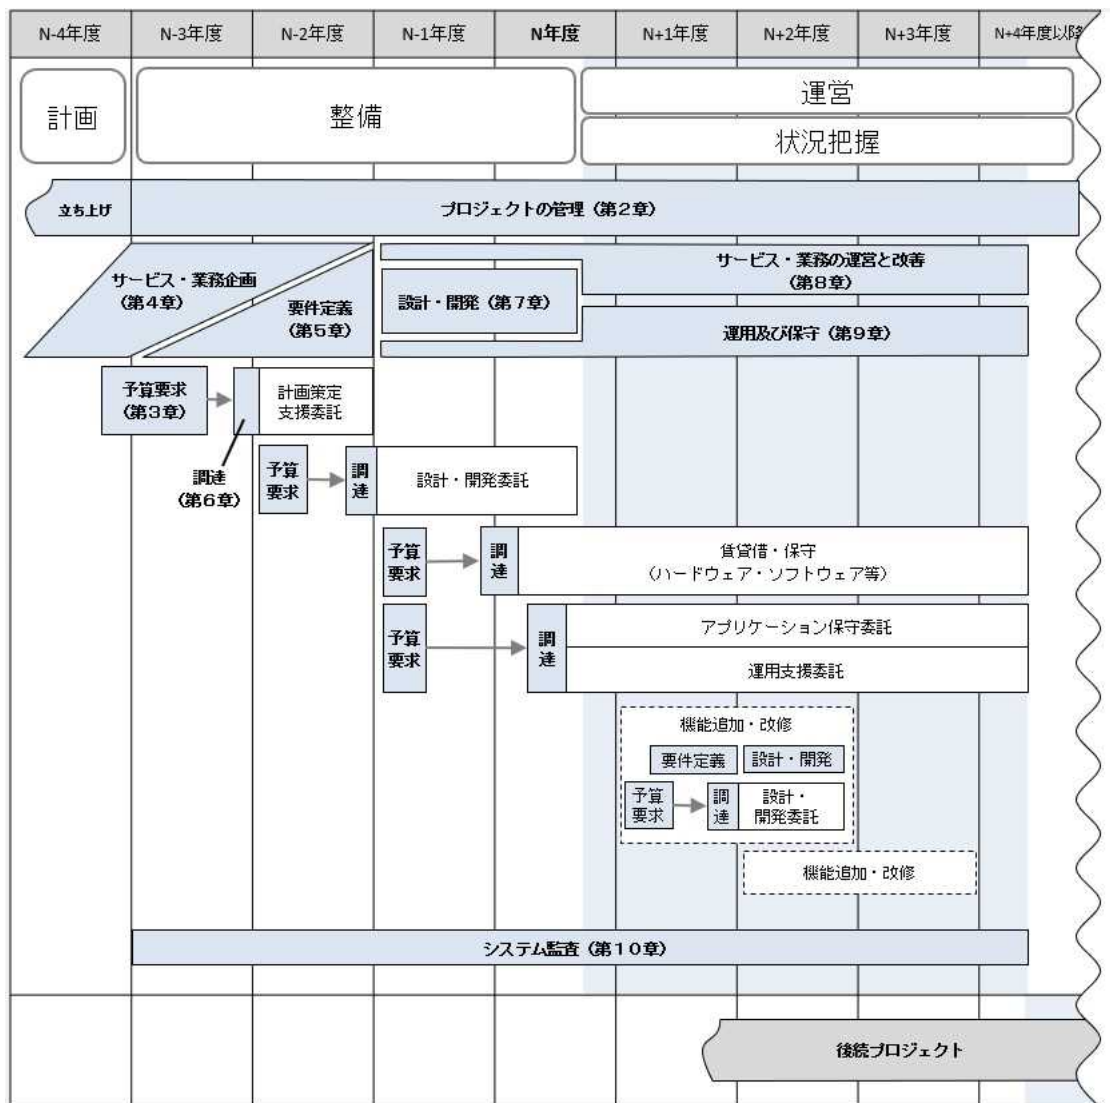 N-4年度
N-3年度
N-2年度
N-1年度
N年度
N+1年度
N+2年度
N+3年度
N+4年度以降
計画
整備
運営
状況把握
立ち上げ
プロジェクトの管理（第２章）
サービス・業務企画
（第４章）
要件定義
（第５章）
設計・開発（第７章）
サービス・業務の運営と改善
（第８章）
運用及び保守（第９章）
予算要求
（第３章）
計画策定
支援委託
調達
（第６章）
予算
要求
調
達
設計・開発委託
予算
要求
調
達
賃貸借・保守
（ハードウェア・ソフトウェア等）
予算
要求
調
達
アプリケーション保守委託
運用支援委託
機能追加・改修
要件定義
設計・開発
予算
要求
調
達
設計・
開発委託
機能追加・改修
システム監査（第１０章）
後続プロジェクト